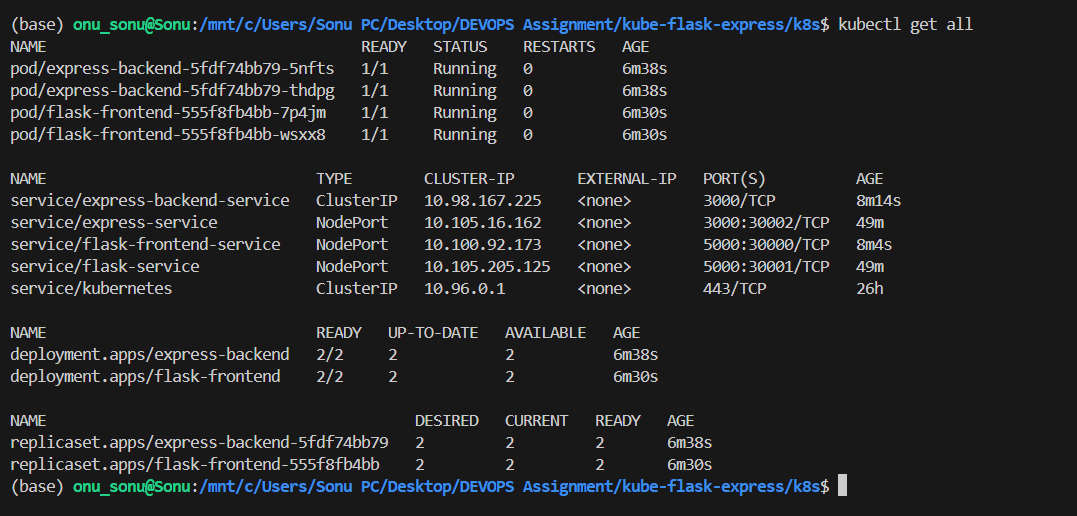 (base) onu_sonu@Sonu:/mnt/c/Users/Sonu PC/Desktop/DEVOPS Assignment/kube-flask-express/k8s$ kubectl get all
NAME READY STATUS RESTARTS AGE
pod/express-backend-5fdf74bb79-5nfts 1/1 Running 0 6m38s
pod/express-backend-5fdf74bb79-thdpg 1/1 Running 0 6m38s
pod/flask-frontend-555f8fb4bb-7p4jm 1/1 Running 0 6m30s
pod/flask-frontend-555f8fb4bb-wsxx8 1/1 Running 0 6m30s
NAME TYPE CLUSTER-IP EXTERNAL-IP PORT(S) AGE
service/express-backend-service ClusterIP 10.98.167.225 <none> 3000/TCP 8m14s
service/express-service NodePort 10.105.16.162 <none> 3000:30002/TCP 49m
service/flask-frontend-service NodePort 10.100.92.173 <none> 5000:30000/TCP 8m4s
service/flask-service NodePort 10.105.205.125 <none> 5000:30001/TCP 49m
service/kubernetes ClusterIP 10.96.0.1 <none> 443/TCP 26h
NAME READY UP-TO-DATE AVAILABLE AGE
deployment.apps/express-backend 2/2 2 2 6m38s
deployment.apps/flask-frontend 2/2 2 2 6m30s
NAME DESIRED CURRENT READY AGE
replicaset.apps/express-backend-5fdf74bb79 2 2 2 6m38s
replicaset.apps/flask-frontend-555f8fb4bb 2 2 2 6m30s
(base) onu_sonu@Sonu:/mnt/c/Users/Sonu PC/Desktop/DEVOPS Assignment/kube-flask-express/k8s$